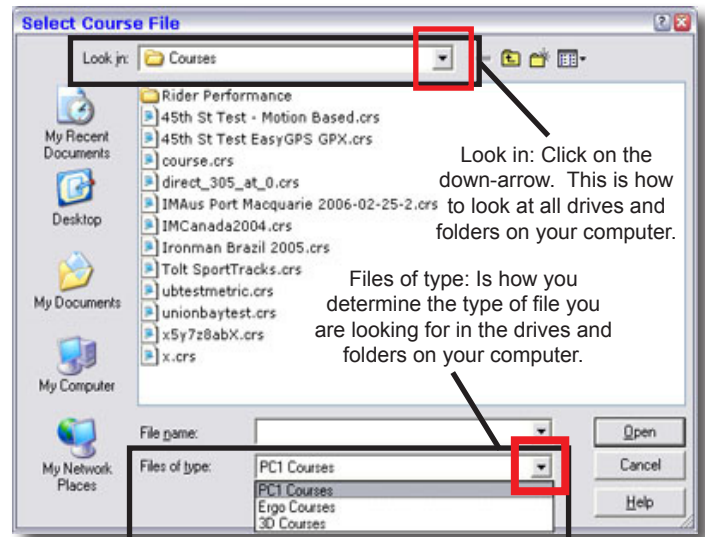 Select Course File
Look in: Courses
My Recent
Documents
Desktop
My Documents
My Computer
My Network
Places
Rider Performance
45th St Test - Motion Based.crs
45th St Test EasyGPS GPX.crs
course.crs
direct_305_at_0.crs
IMAus Port Macquarie 2006-02-25-2.crs
IMCanada2004.crs
Ironman Brazil 2005.crs
Tolt SportTracks.crs
ubtestmetric.crs
unionbaytest.crs
x5y7z8abX.crs
x.crs
Look in: Click on the
down-arrow. This is how
to look at all drives and
folders on your computer.
Files of type: Is how you
determine the type of file you
are looking for in the drives and
folders on your computer.
File name:
Open
Files of type: PC1 Courses
Cancel
PC1 Courses
Ergo Courses
3D Courses
Help